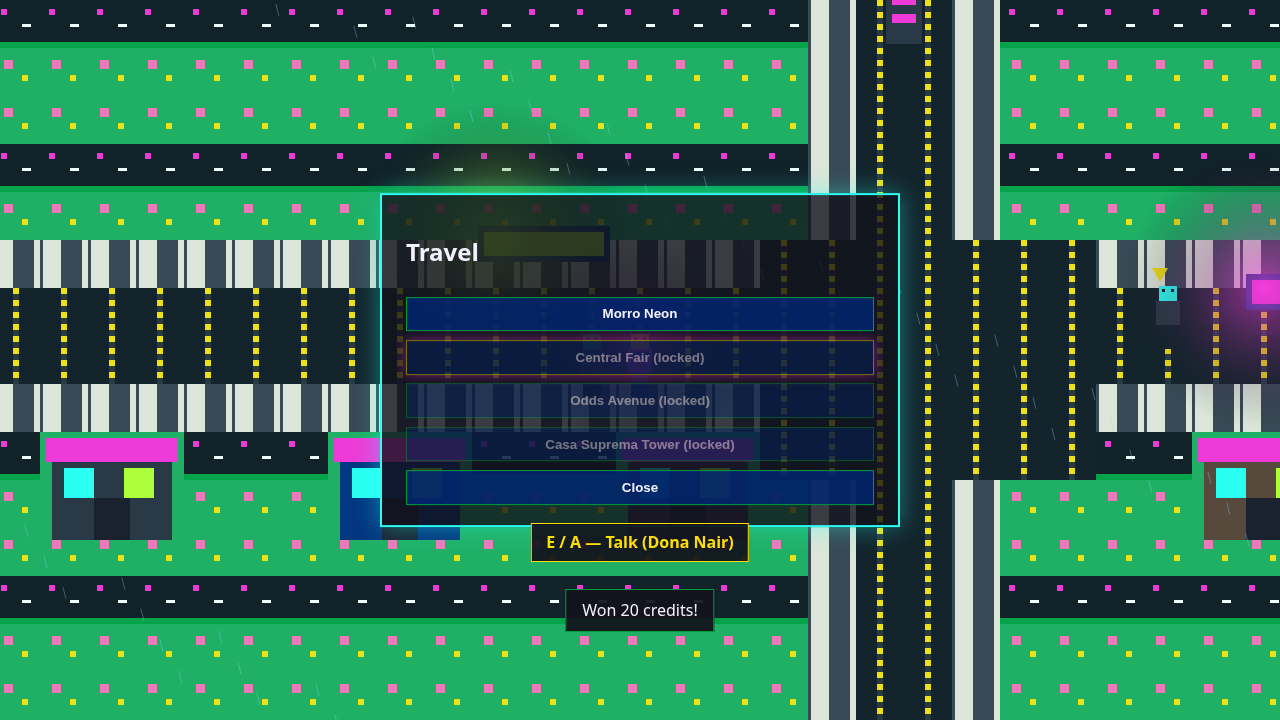 Travel
Morro Neon
Central Fair (locked)
Odds Avenue (locked)
Casa Suprema Tower (locked)
Close
E / A — Talk (Dona Nair)
Won 20 credits!